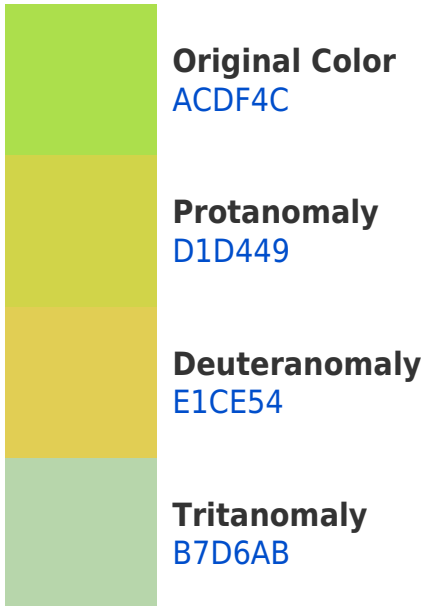 Original Color
ACDF4C
Protanomaly
D1D449
Deuteranomaly
E1CE54
Tritanomaly
B7D6AB